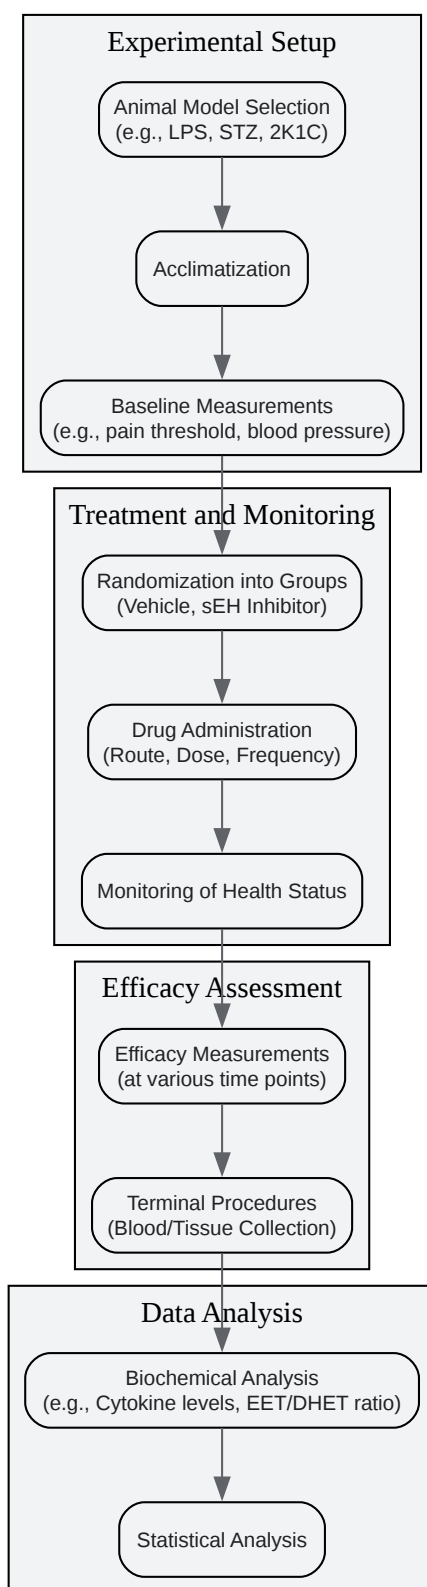 Experimental Setup
Animal Model Selection
(e.g., LPS, STZ, 2K1C)
Acclimatization
Baseline Measurements
(e.g., pain threshold, blood pressure)
Treatment and Monitoring
Randomization into Groups
(Vehicle, sEH Inhibitor)
Drug Administration
(Route, Dose, Frequency)
Monitoring of Health Status
Efficacy Assessment
Efficacy Measurements
(at various time points)
Terminal Procedures
(Blood/Tissue Collection)
Data Analysis
Biochemical Analysis
(e.g., Cytokine levels, EET/DHET ratio)
Statistical Analysis